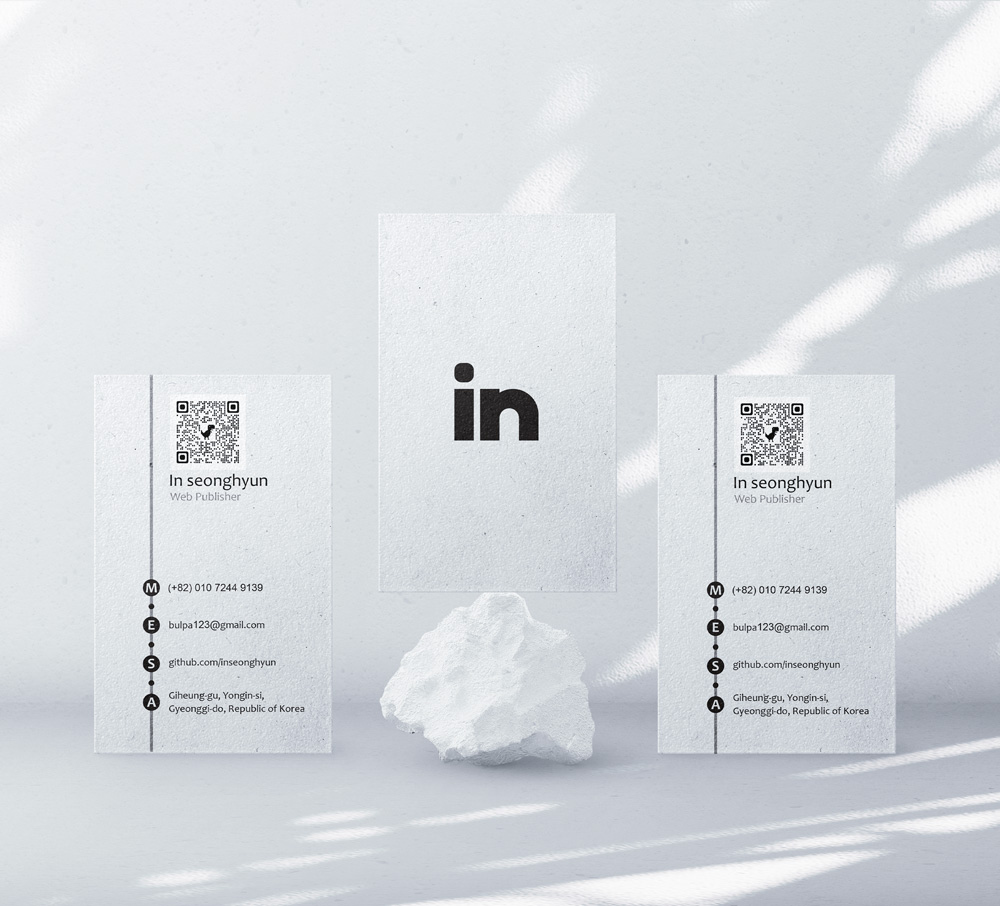 in
In seonghyun
Web Publisher
M (+82) 010 7244 9139
E bulpa123@gmail.com
S github.com/inseonghyun
A Giheung-gu, Yongin-si,
Gyeonggi-do, Republic of Korea
In seonghyun
Web Publisher
M (+82) 010 7244 9139
E bulpa123@gmail.com
S github.com/inseonghyun
A Giheung-gu, Yongin-si,
Gyeonggi-do, Republic of Korea